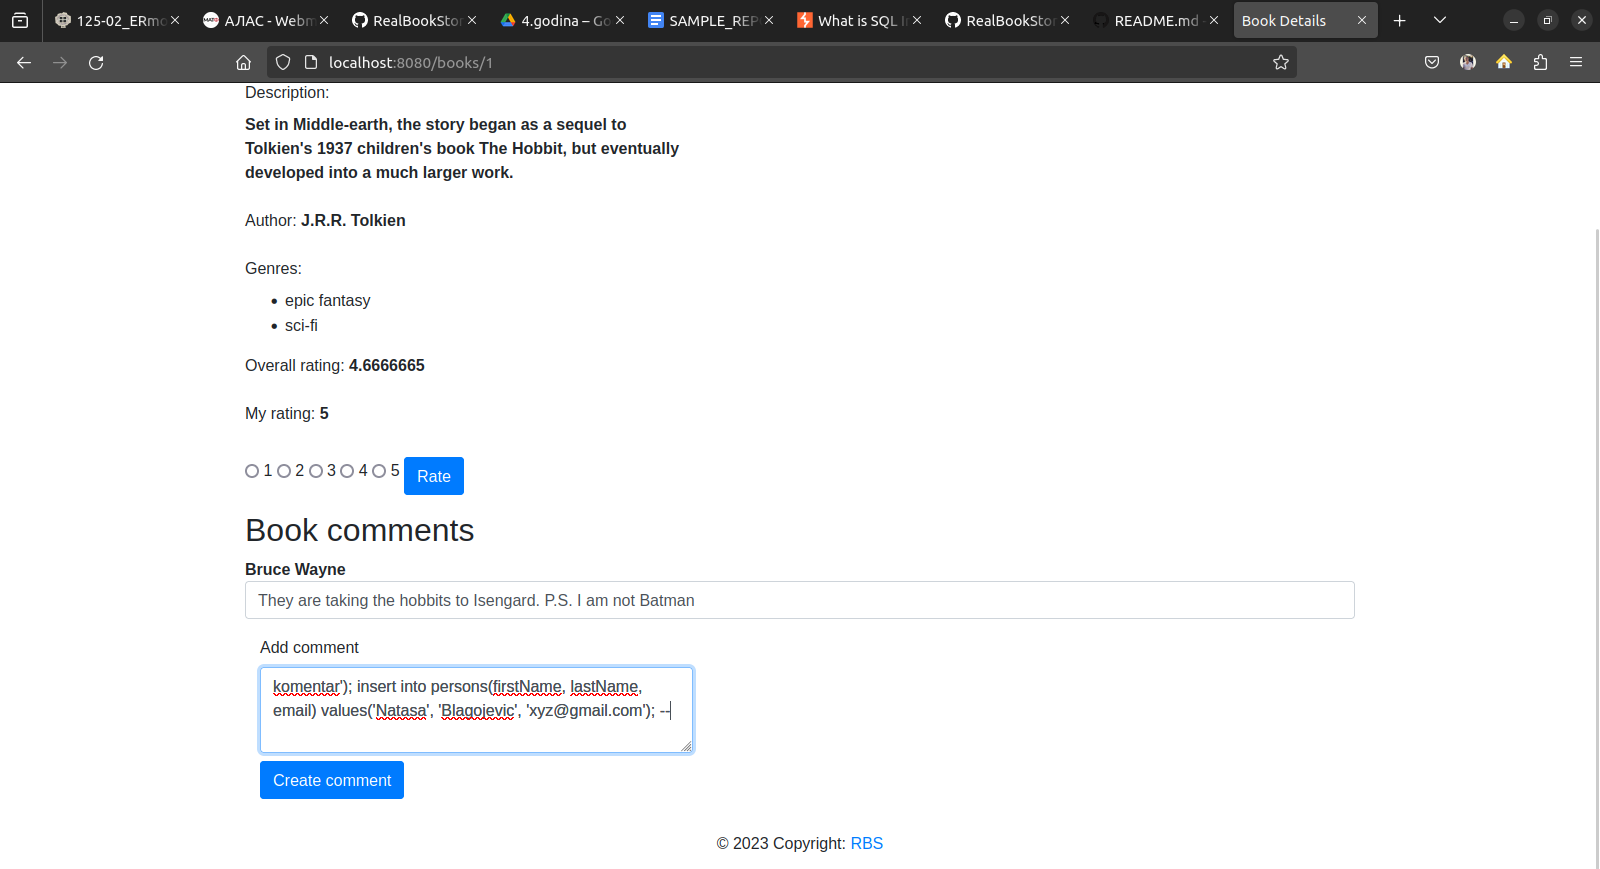 125-02_ERmo
АЛАС - Webm
RealBookStor
4.godina – Go
SAMPLE_REP
What is SQL I
RealBookStor
README.md
Book Details
localhost:8080/books/1
Description:
Set in Middle-earth, the story began as a sequel to
Tolkien's 1937 children's book The Hobbit, but eventually
developed into a much larger work.
Author: J.R.R. Tolkien
Genres:
epic fantasy
sci-fi
Overall rating: 4.6666665
My rating: 5
1 2 3 4 5 Rate
Book comments
Bruce Wayne
They are taking the hobbits to Isengard. P.S. I am not Batman
Add comment
komentar'); insert into persons(firstName, lastName,
email) values('Natasa', 'Blagojevic', 'xyz@gmail.com'); --
Create comment
© 2023 Copyright: RBS